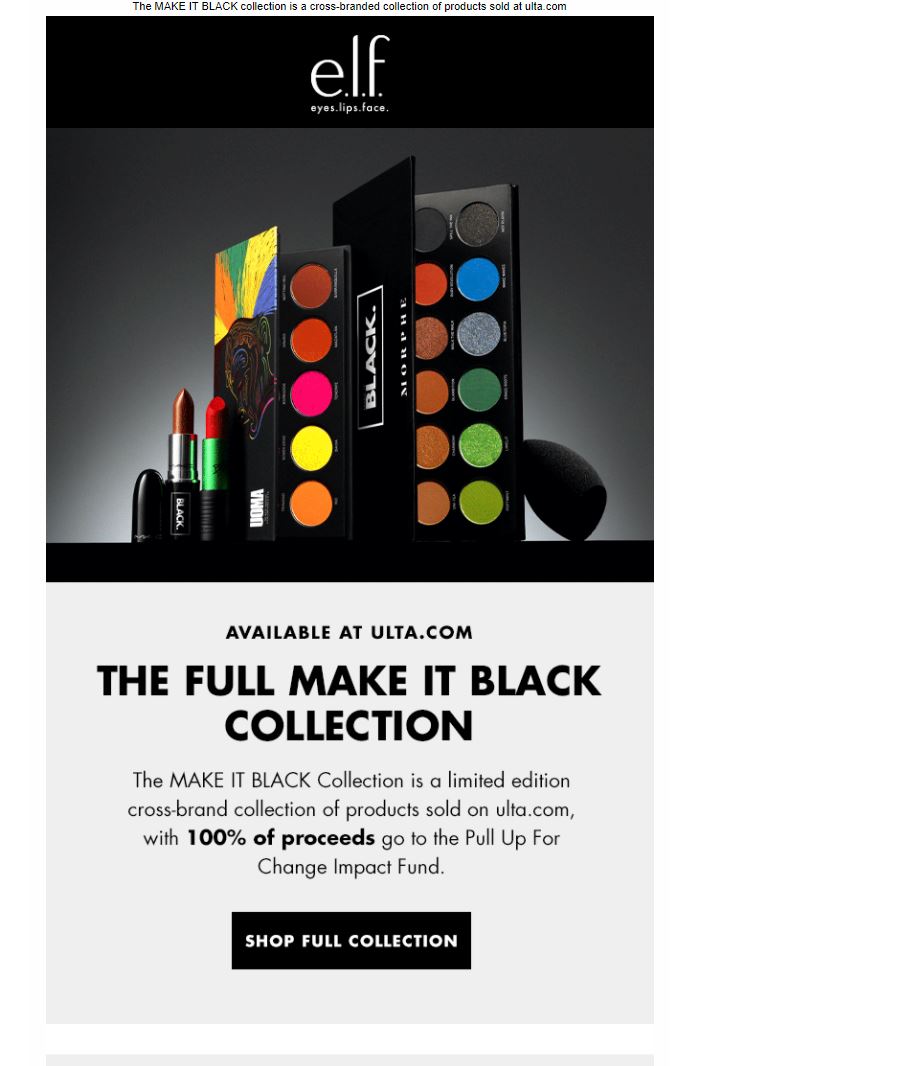 The MAKE IT BLACK collection is a cross-branded collection of products sold at ulta.com
e.l.f.
eyes.lips.face.
BLACK.
MORPHE
BLACK.
UOMA
AVAILABLE AT ULTA.COM
THE FULL MAKE IT BLACK
COLLECTION
The MAKE IT BLACK Collection is a limited edition
cross-brand collection of products sold on ulta.com,
with 100% of proceeds go to the Pull Up For
Change Impact Fund.
SHOP FULL COLLECTION